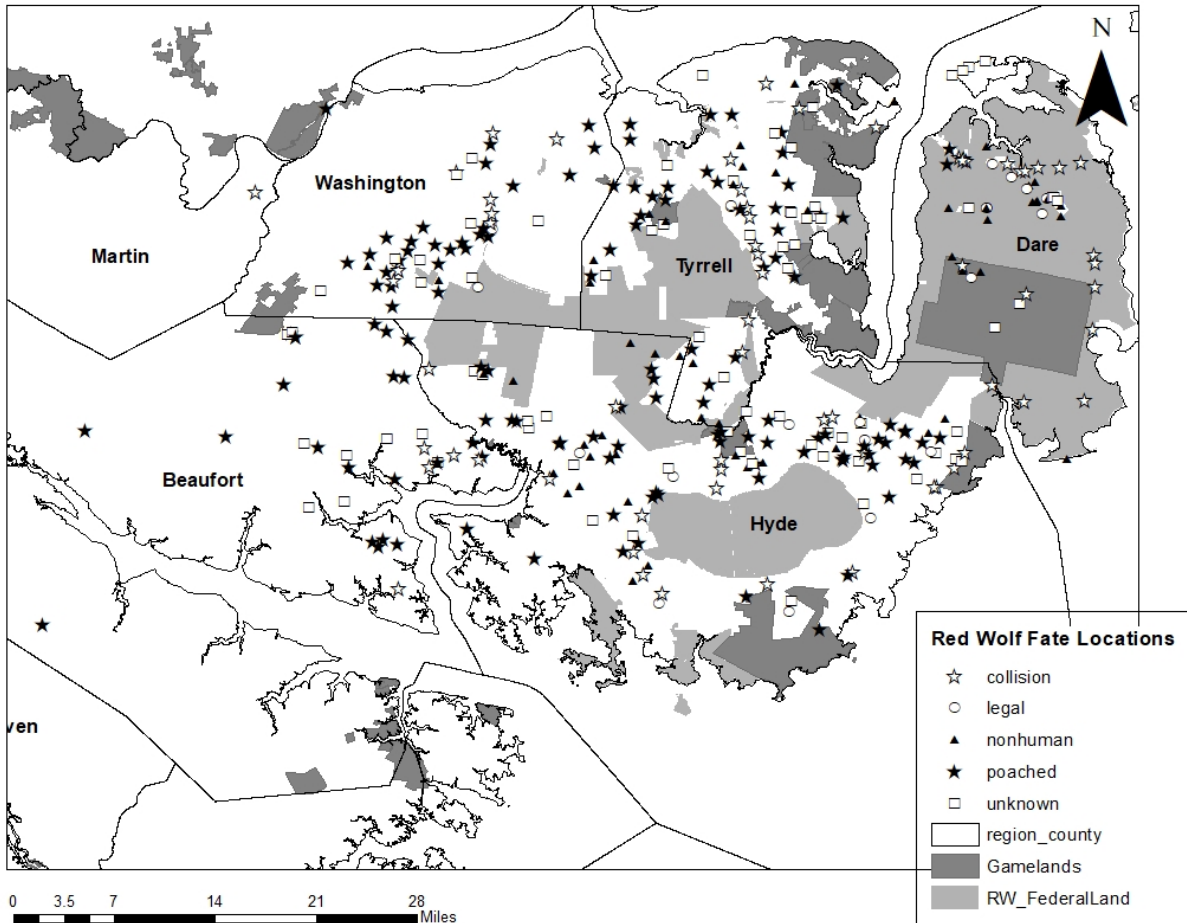 N
Washington
Martin
Tyrrell
Dare
Beaufort
Hyde
ven
Red Wolf Fate Locations
collision
legal
nonhuman
poached
unknown
region_county
Gamelands
RW_FederalLand
0 3.5 7 14 21 28
Miles